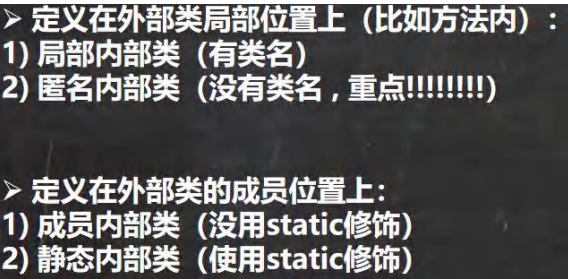 ➢ 定义在外部类局部位置上（比如方法内）：
1) 局部内部类（有类名）
2) 匿名内部类（没有类名，重点!!!!!!!!）
➢ 定义在外部类的成员位置上：
1) 成员内部类（没用static修饰）
2) 静态内部类（使用static修饰）